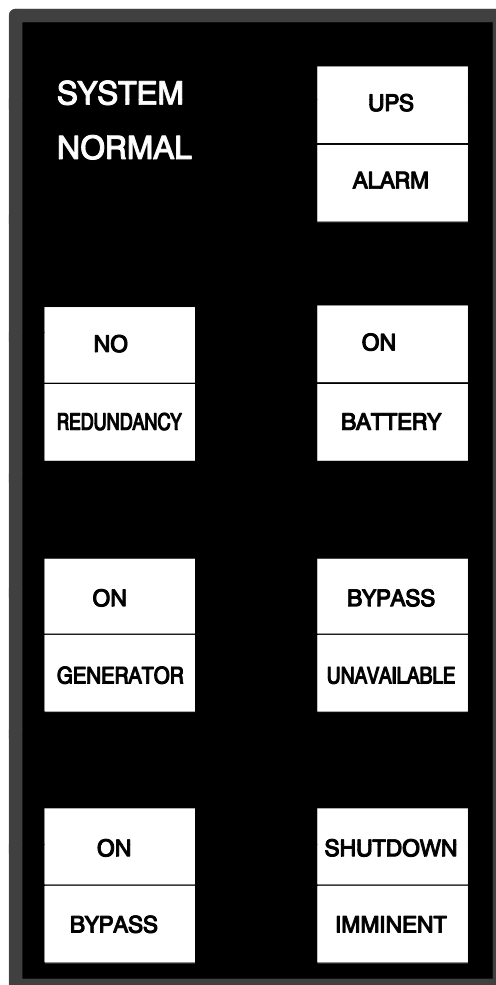 SYSTEM
NORMAL
UPS
ALARM
NO
REDUNDANCY
ON
BATTERY
ON
GENERATOR
BYPASS
UNAVAILABLE
ON
BYPASS
SHUTDOWN
IMMINENT